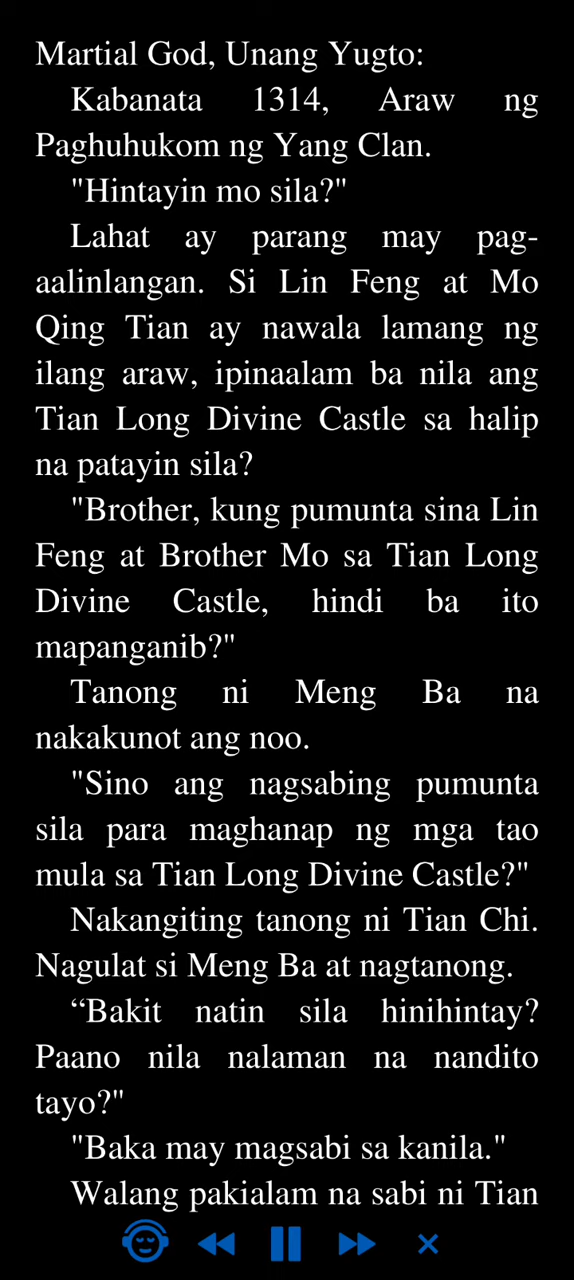 Martial God, Unang Yugto:
Kabanata 1314, Araw ng
Paghuhukom ng Yang Clan.
"Hintayin mo sila?"
Lahat ay parang may pag-
aalinlangan. Si Lin Feng at Mo
Qing Tian ay nawala lamang ng
ilang araw, ipinaalam ba nila ang
Tian Long Divine Castle sa halip
na patayin sila?
"Brother, kung pumunta sina Lin
Feng at Brother Mo sa Tian Long
Divine Castle, hindi ba ito
mapanganib?"
Tanong ni Meng Ba na
nakakunot ang noo.
"Sino ang nagsabing pumunta
sila para maghanap ng mga tao
mula sa Tian Long Divine Castle?"
Nakangiting tanong ni Tian Chi.
Nagulat si Meng Ba at nagtanong.
“Bakit natin sila hinihintay?
Paano nila nalaman na nandito
tayo?"
"Baka may magsabi sa kanila."
Walang pakialam na sabi ni Tian